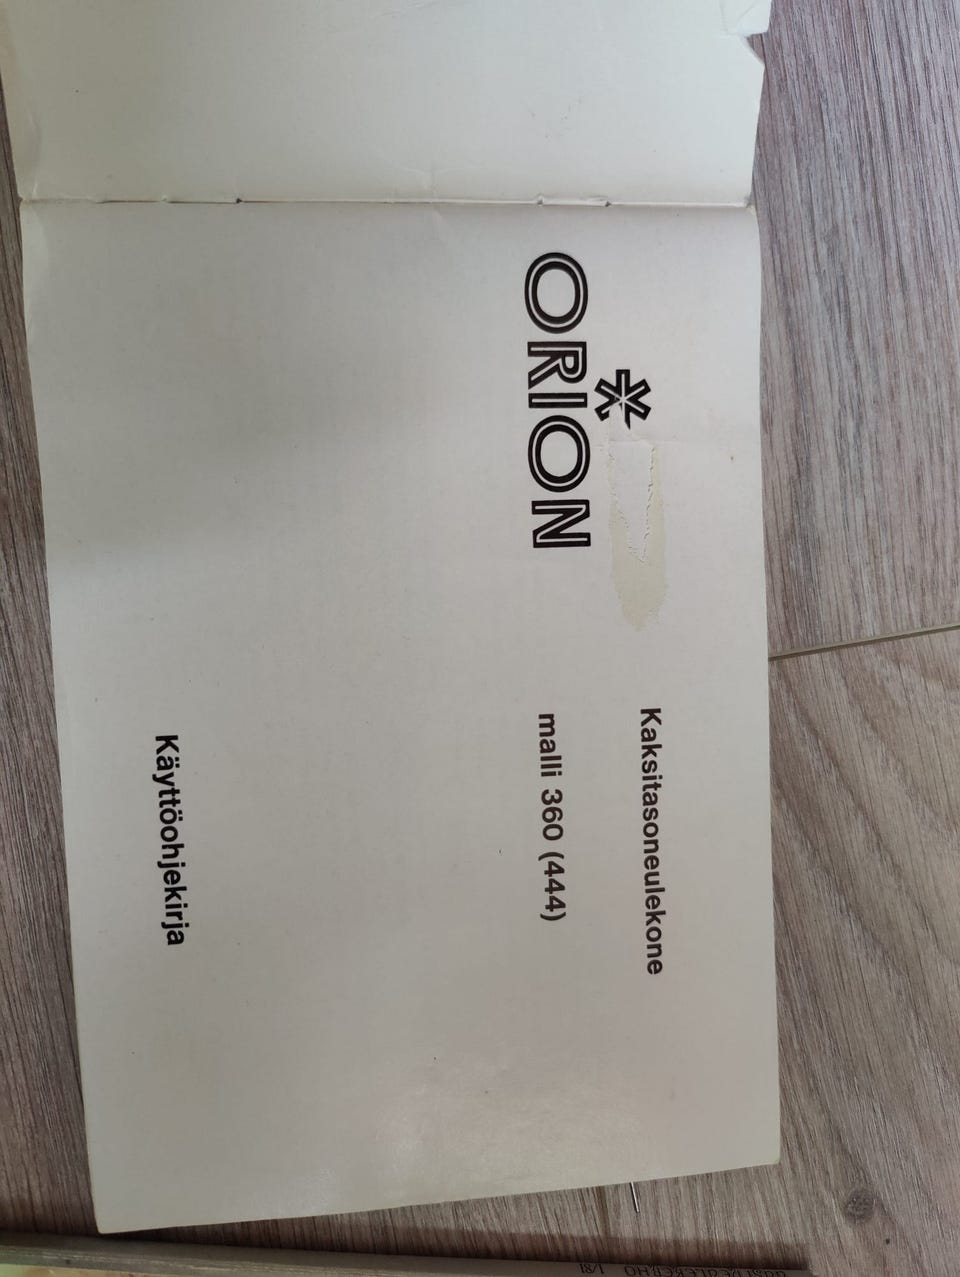 Kaksitasoneulekone
ORION
malli 360 (444)
Käyttöohjekirja